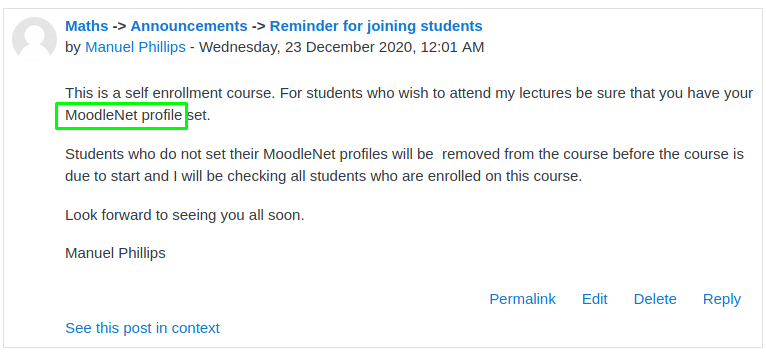 Maths -> Announcements -> Reminder for joining students
by Manuel Phillips - Wednesday, 23 December 2020, 12:01 AM
This is a self enrollment course. For students who wish to attend my lectures be sure that you have your
MoodleNet profile set.
Students who do not set their MoodleNet profiles will be  removed from the course before the course is
due to start and I will be checking all students who are enrolled on this course.
Look forward to seeing you all soon.
Manuel Phillips
Permalink Edit Delete Reply
See this post in context